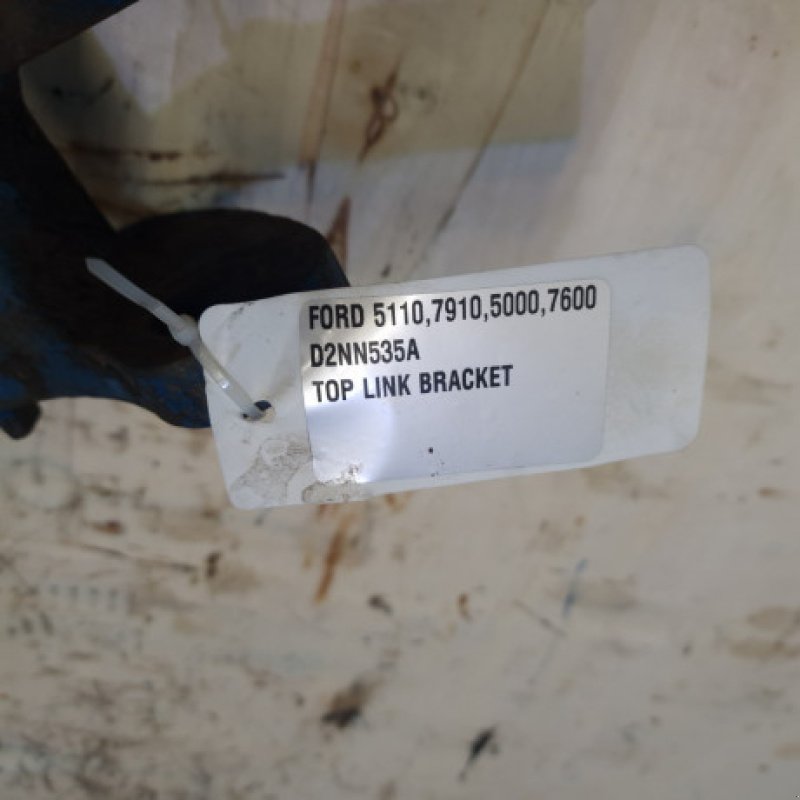 FORD 5110,7910,5000,7600
D2NN535A
TOP LINK BRACKET